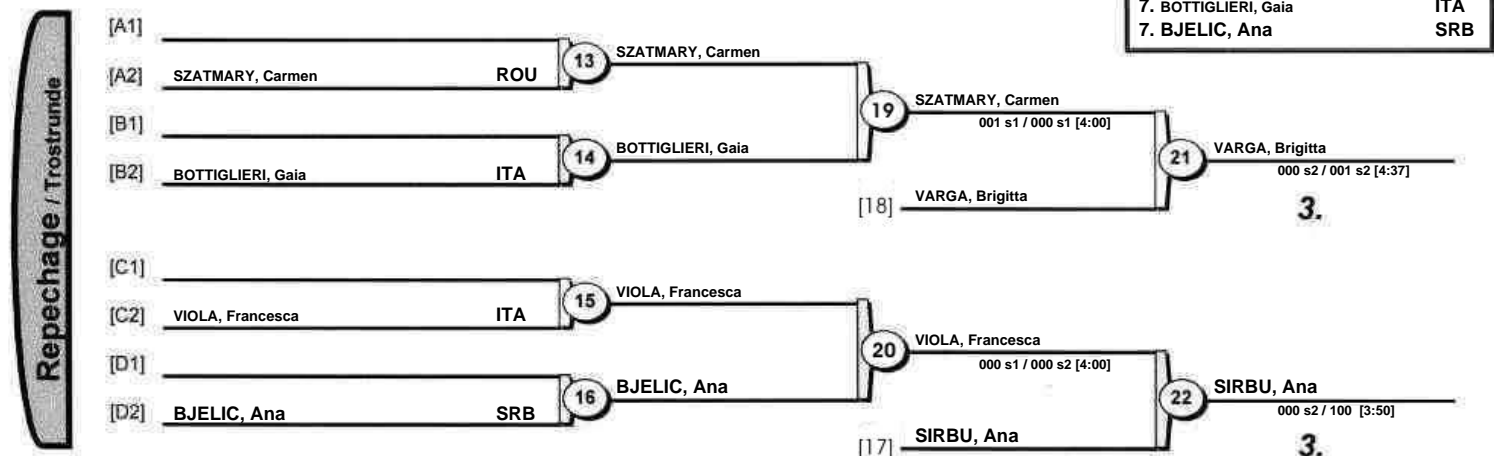 7. BOTTIGLIERI, Gaia ITA
7. BJELIC, Ana SRB
Repechage / Trostrunde
[A1]
[A2] SZATMARY, Carmen ROU
13 SZATMARY, Carmen
[B1]
[B2] BOTTIGLIERI, Gaia ITA
14 BOTTIGLIERI, Gaia
19 SZATMARY, Carmen
001 s1 / 000 s1 [4:00]
[18] VARGA, Brigitta
21 VARGA, Brigitta
000 s2 / 001 s2 [4:37]
3.
[C1]
[C2] VIOLA, Francesca ITA
15 VIOLA, Francesca
[D1]
[D2] BJELIC, Ana SRB
16 BJELIC, Ana
20 VIOLA, Francesca
000 s1 / 000 s2 [4:00]
[17] SIRBU, Ana
22 SIRBU, Ana
000 s2 / 100 [3:50]
3.